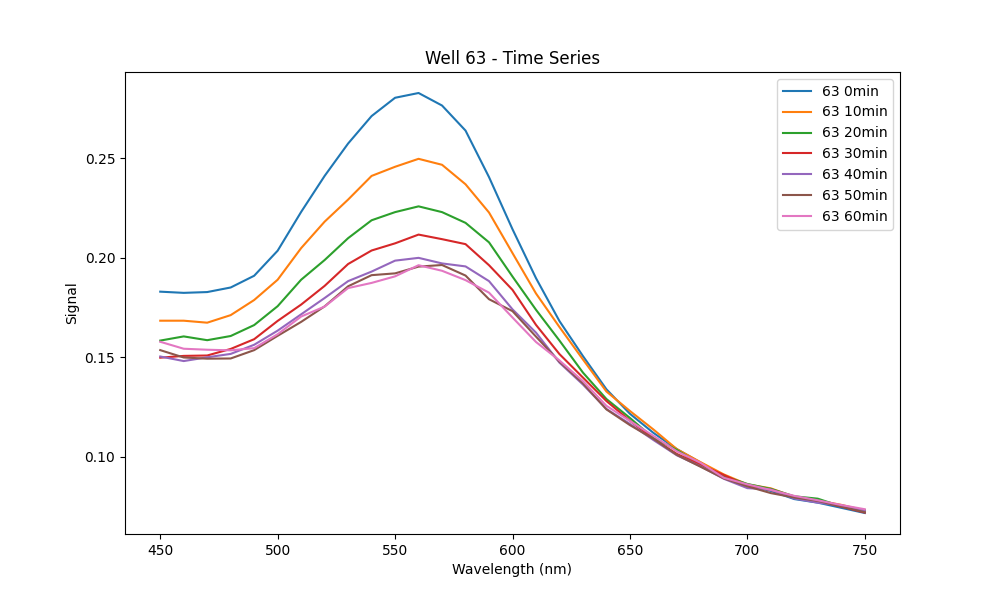 Well 63 - Time Series
63 0min
63 10min
63 20min
63 30min
63 40min
63 50min
63 60min
Signal
0.25
0.20
0.15
0.10
450 500 550 600 650 700 750
Wavelength (nm)